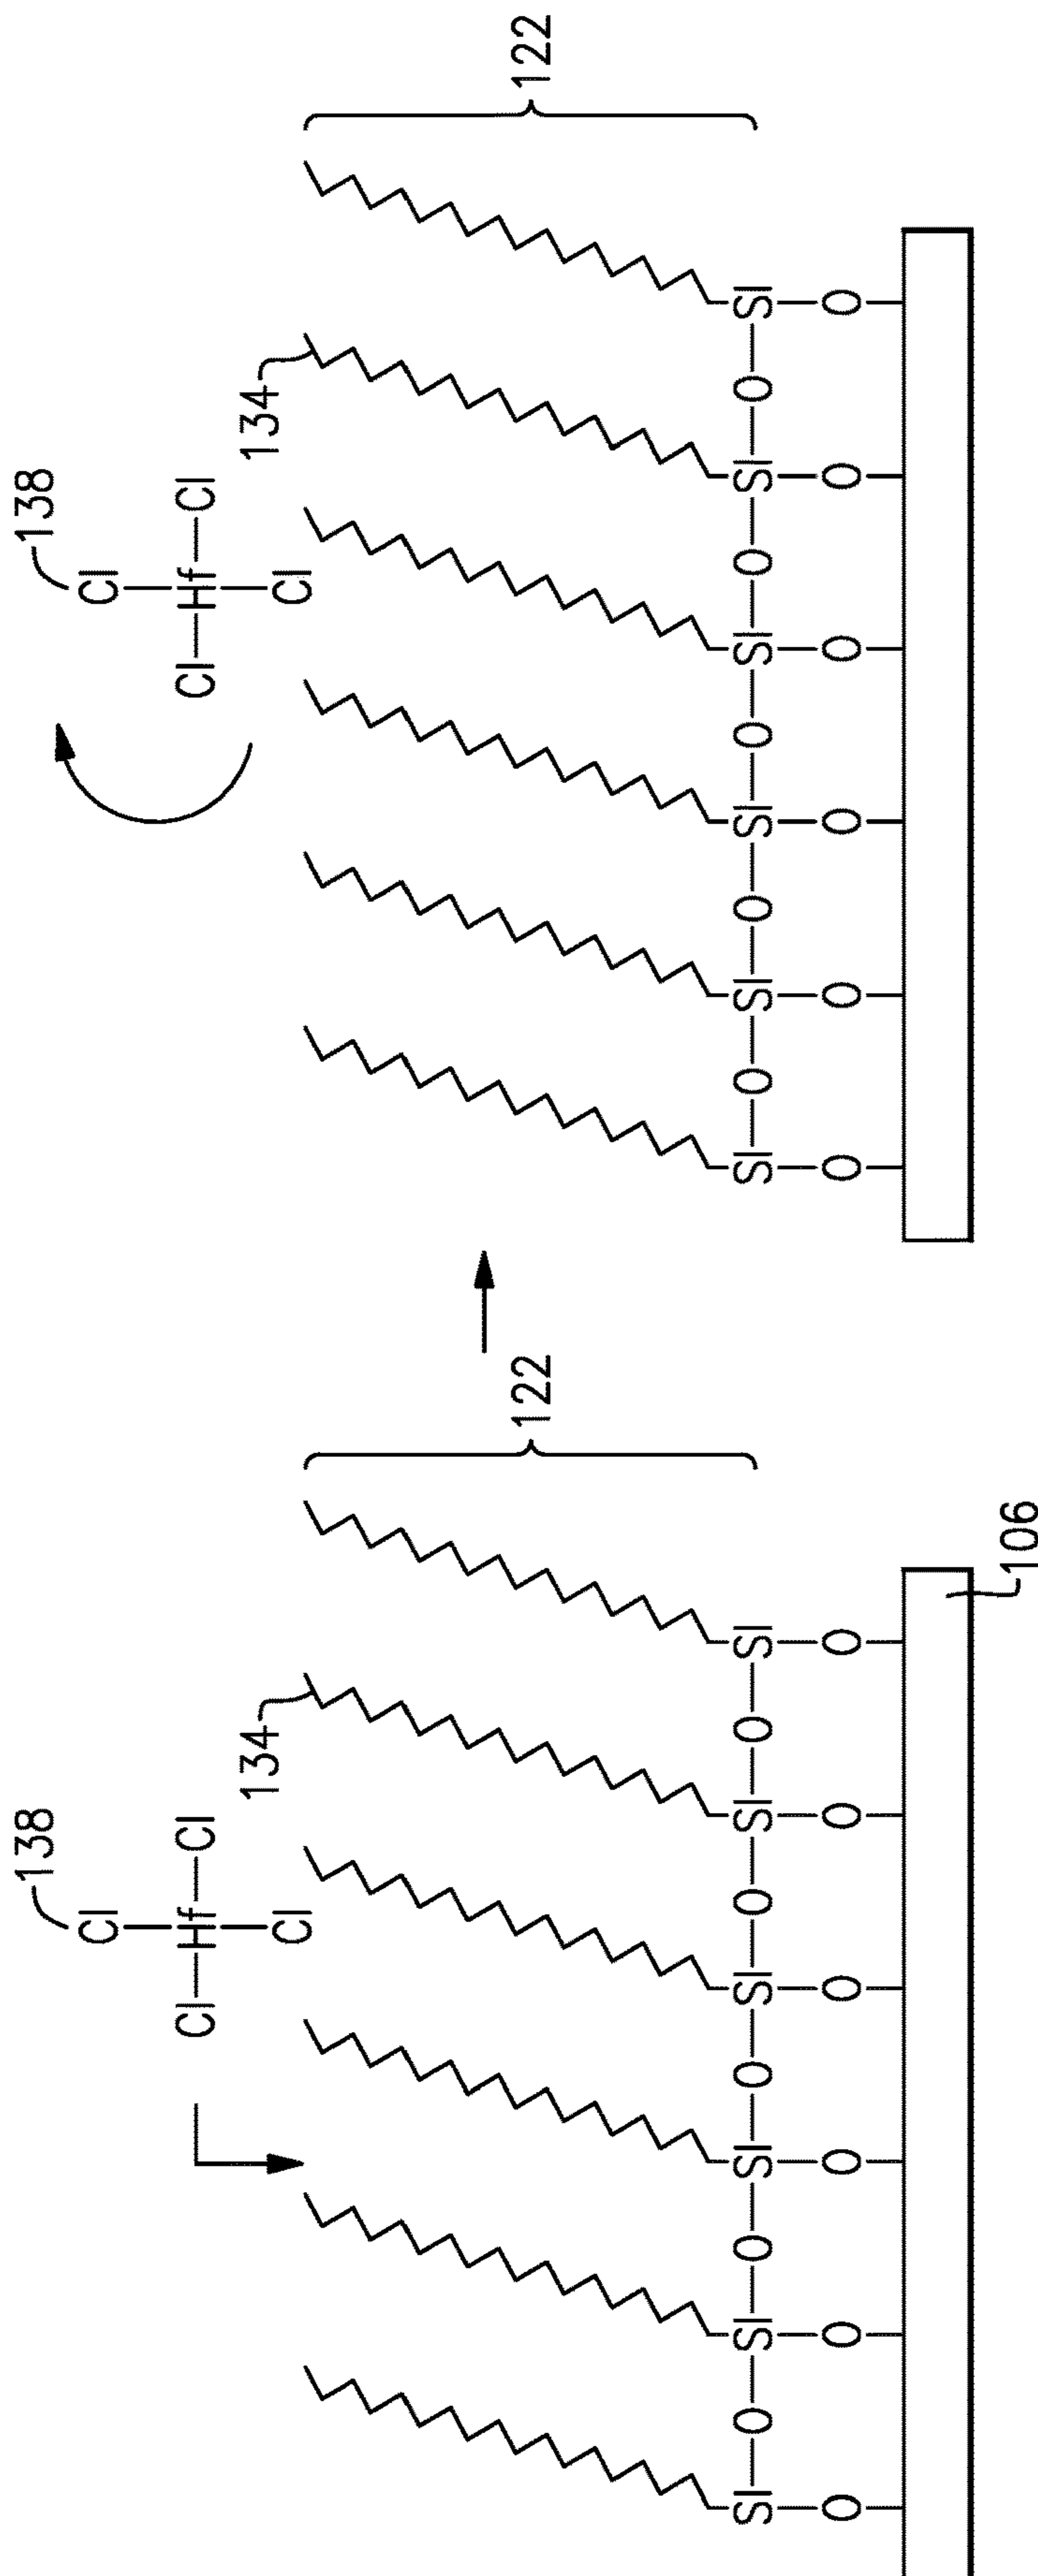 138
Cl
Cl—Hf—Cl
Cl
134
122
SI—O—SI—O—SI—O—SI—O—SI—O—SI
O O O O O O
106
138
Cl
Cl—Hf—Cl
Cl
134
122
SI—O—SI—O—SI—O—SI—O—SI—O—SI
O O O O O O